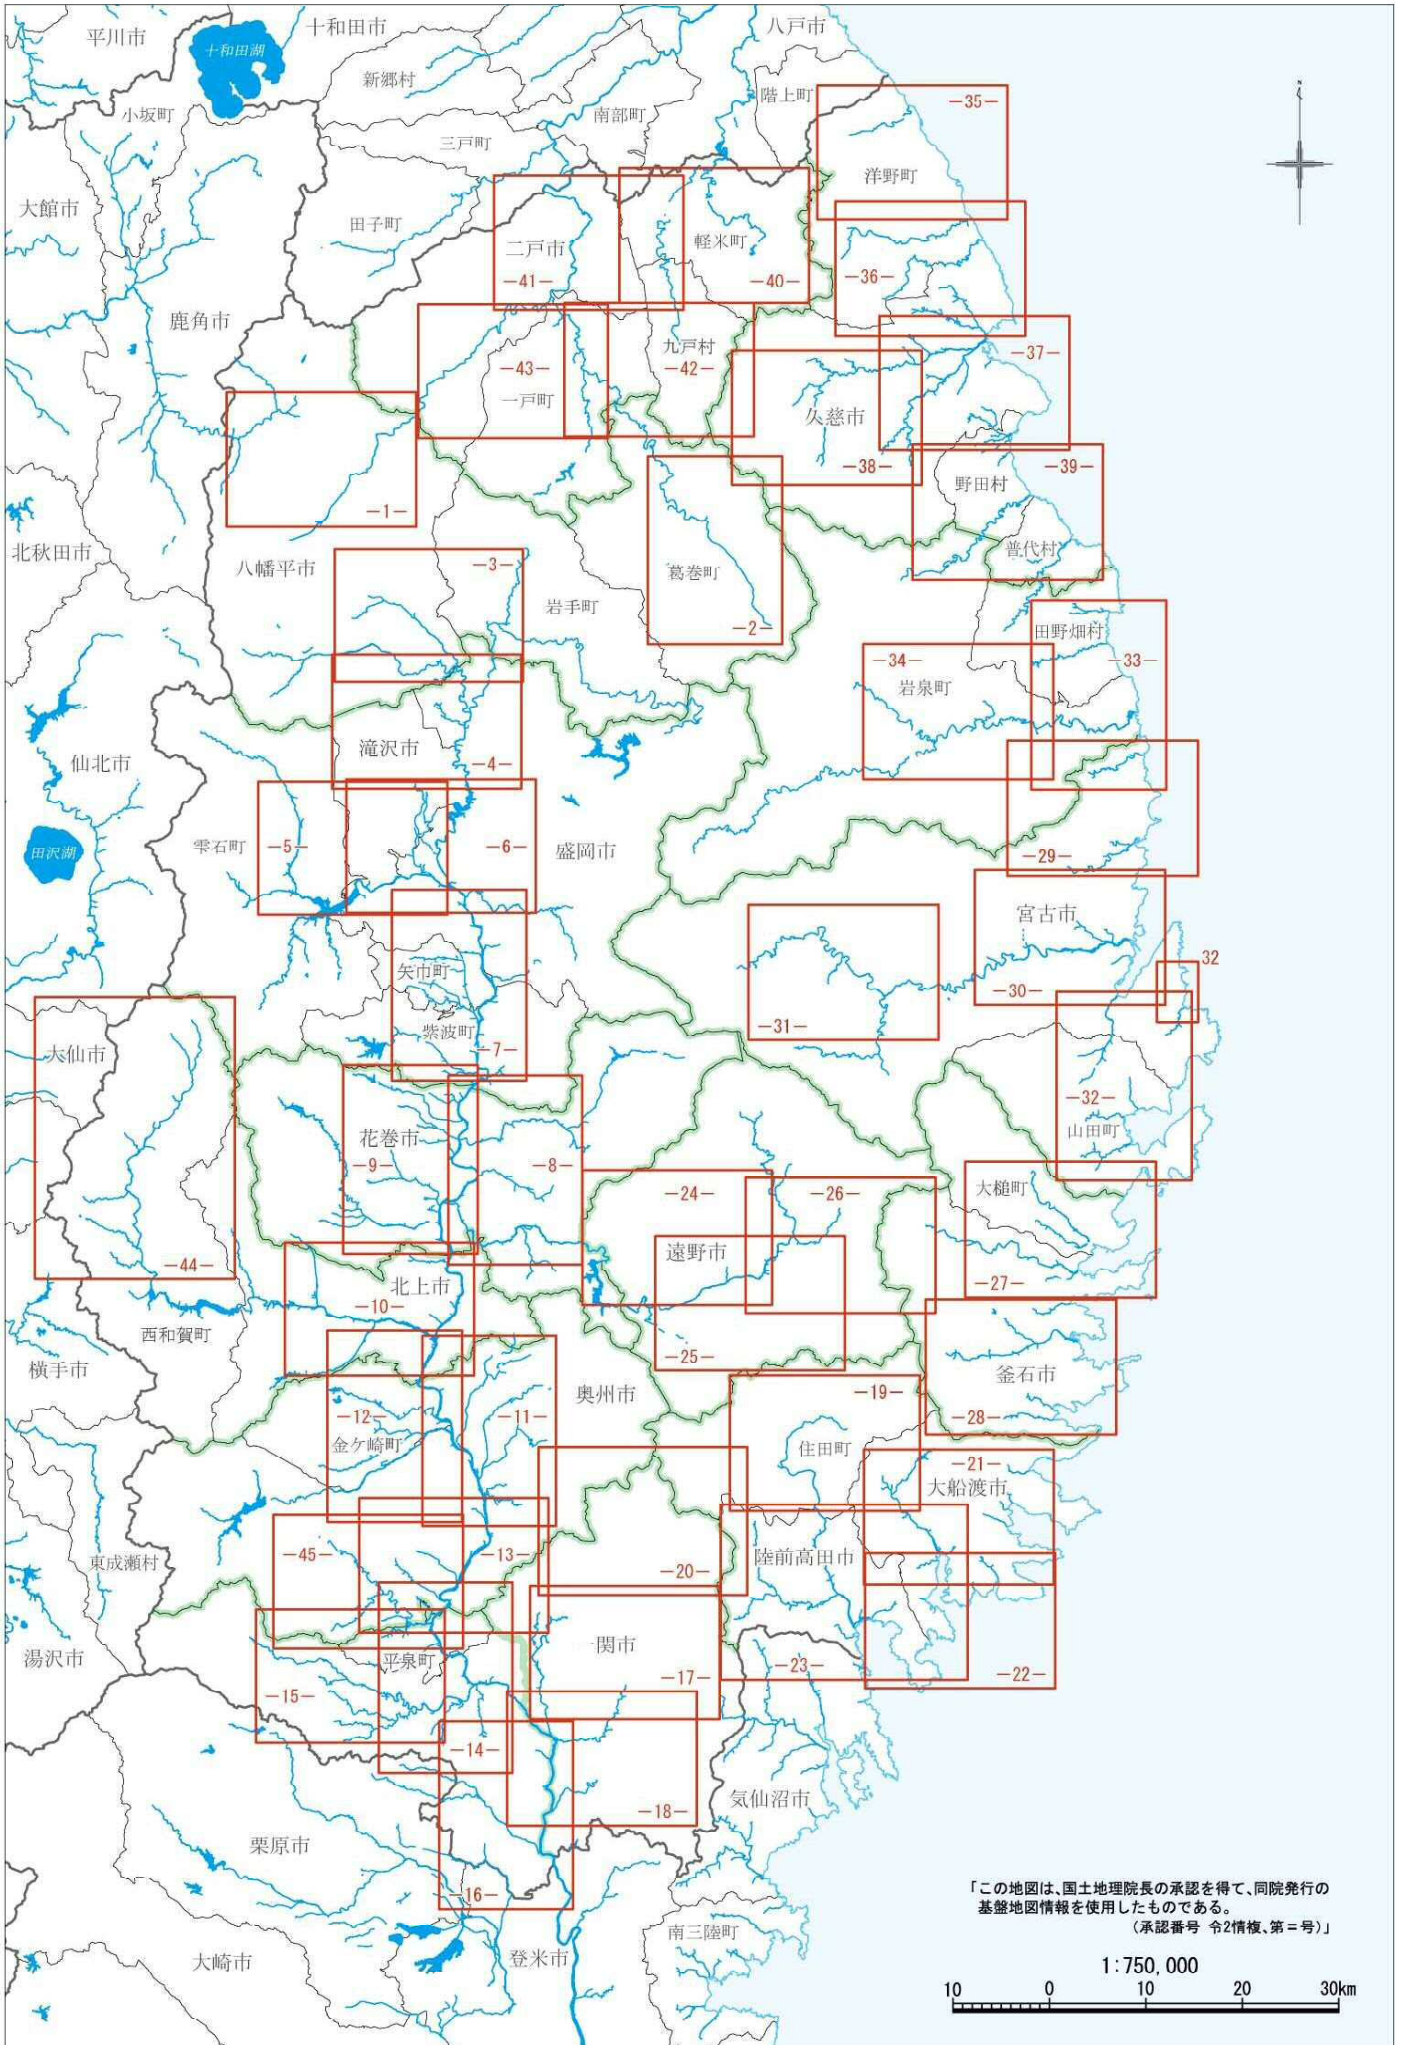 平川市
十和田湖
十和田市
八戸市
新郷村
小坂町
南部町
階上町
-35-
三戸町
洋野町
大館市
田子町
二戸市
軽米町
-41-
-40-
-36-
鹿角市
九戸村
-37-
-43-
-42-
一戸町
久慈市
-38-
-39-
野田村
-1-
北秋田市
普代村
八幡平市
-3-
葛巻町
岩手町
-2-
田野畑村
-34-
-33-
岩泉町
滝沢市
仙北市
-4-
田沢湖
雫石町
-5-
-6-
盛岡市
-29-
宮古市
32
矢巾町
-30-
-31-
紫波町
-7-
大仙市
-32-
山田町
花巻市
-9-
-8-
-24-
-26-
大槌町
遠野市
-44-
-27-
北上市
-10-
西和賀町
横手市
-25-
釜石市
奥州市
-19-
-12-
-11-
-28-
金ケ崎町
住田町
-21-
大船渡市
-45-
-13-
東成瀬村
陸前高田市
-20-
湯沢市
平泉町
一関市
-17-
-23-
-22-
-15-
-14-
気仙沼市
-18-
栗原市
-16-
南三陸町
大崎市
登米市
「この地図は、国土地理院長の承認を得て、同院発行の
基盤地図情報を使用したものである。
(承認番号 令2情複、第=号)」
1:750,000
10 0 10 20 30km